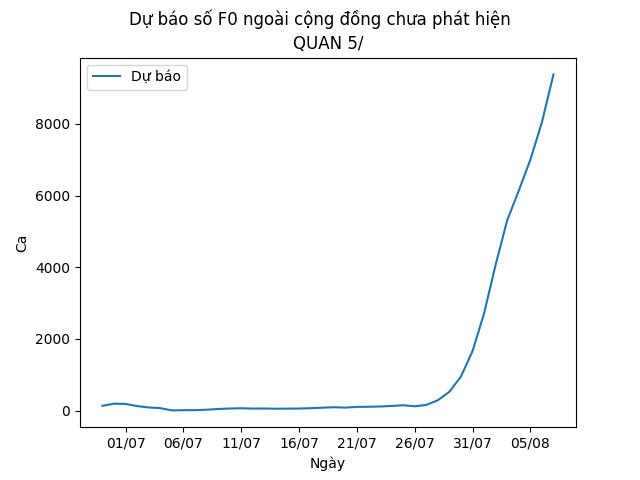 Dự báo số F0 ngoài cộng đồng chưa phát hiện
QUAN 5/
Dự báo
Ca
8000
6000
4000
2000
0
01/07 06/07 11/07 16/07 21/07 26/07 31/07 05/08
Ngày